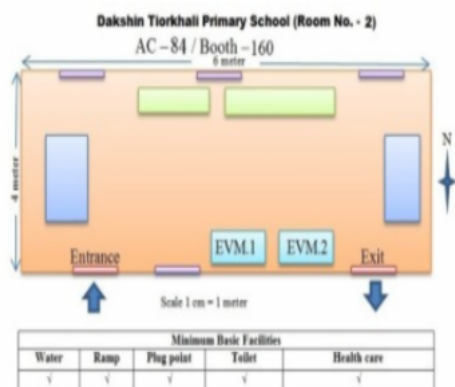 Dakshin Tiorkhali Primary School (Room No. - 2)
AC – 84 / Booth – 160
6 meter
4 meter
N
EVM.1 EVM.2
Entrance
Exit
Scale 1 cm = 1 meter
Minimum Basic Facilities
Water Ramp Plug point Toilet Health care
√ √ √ √ √